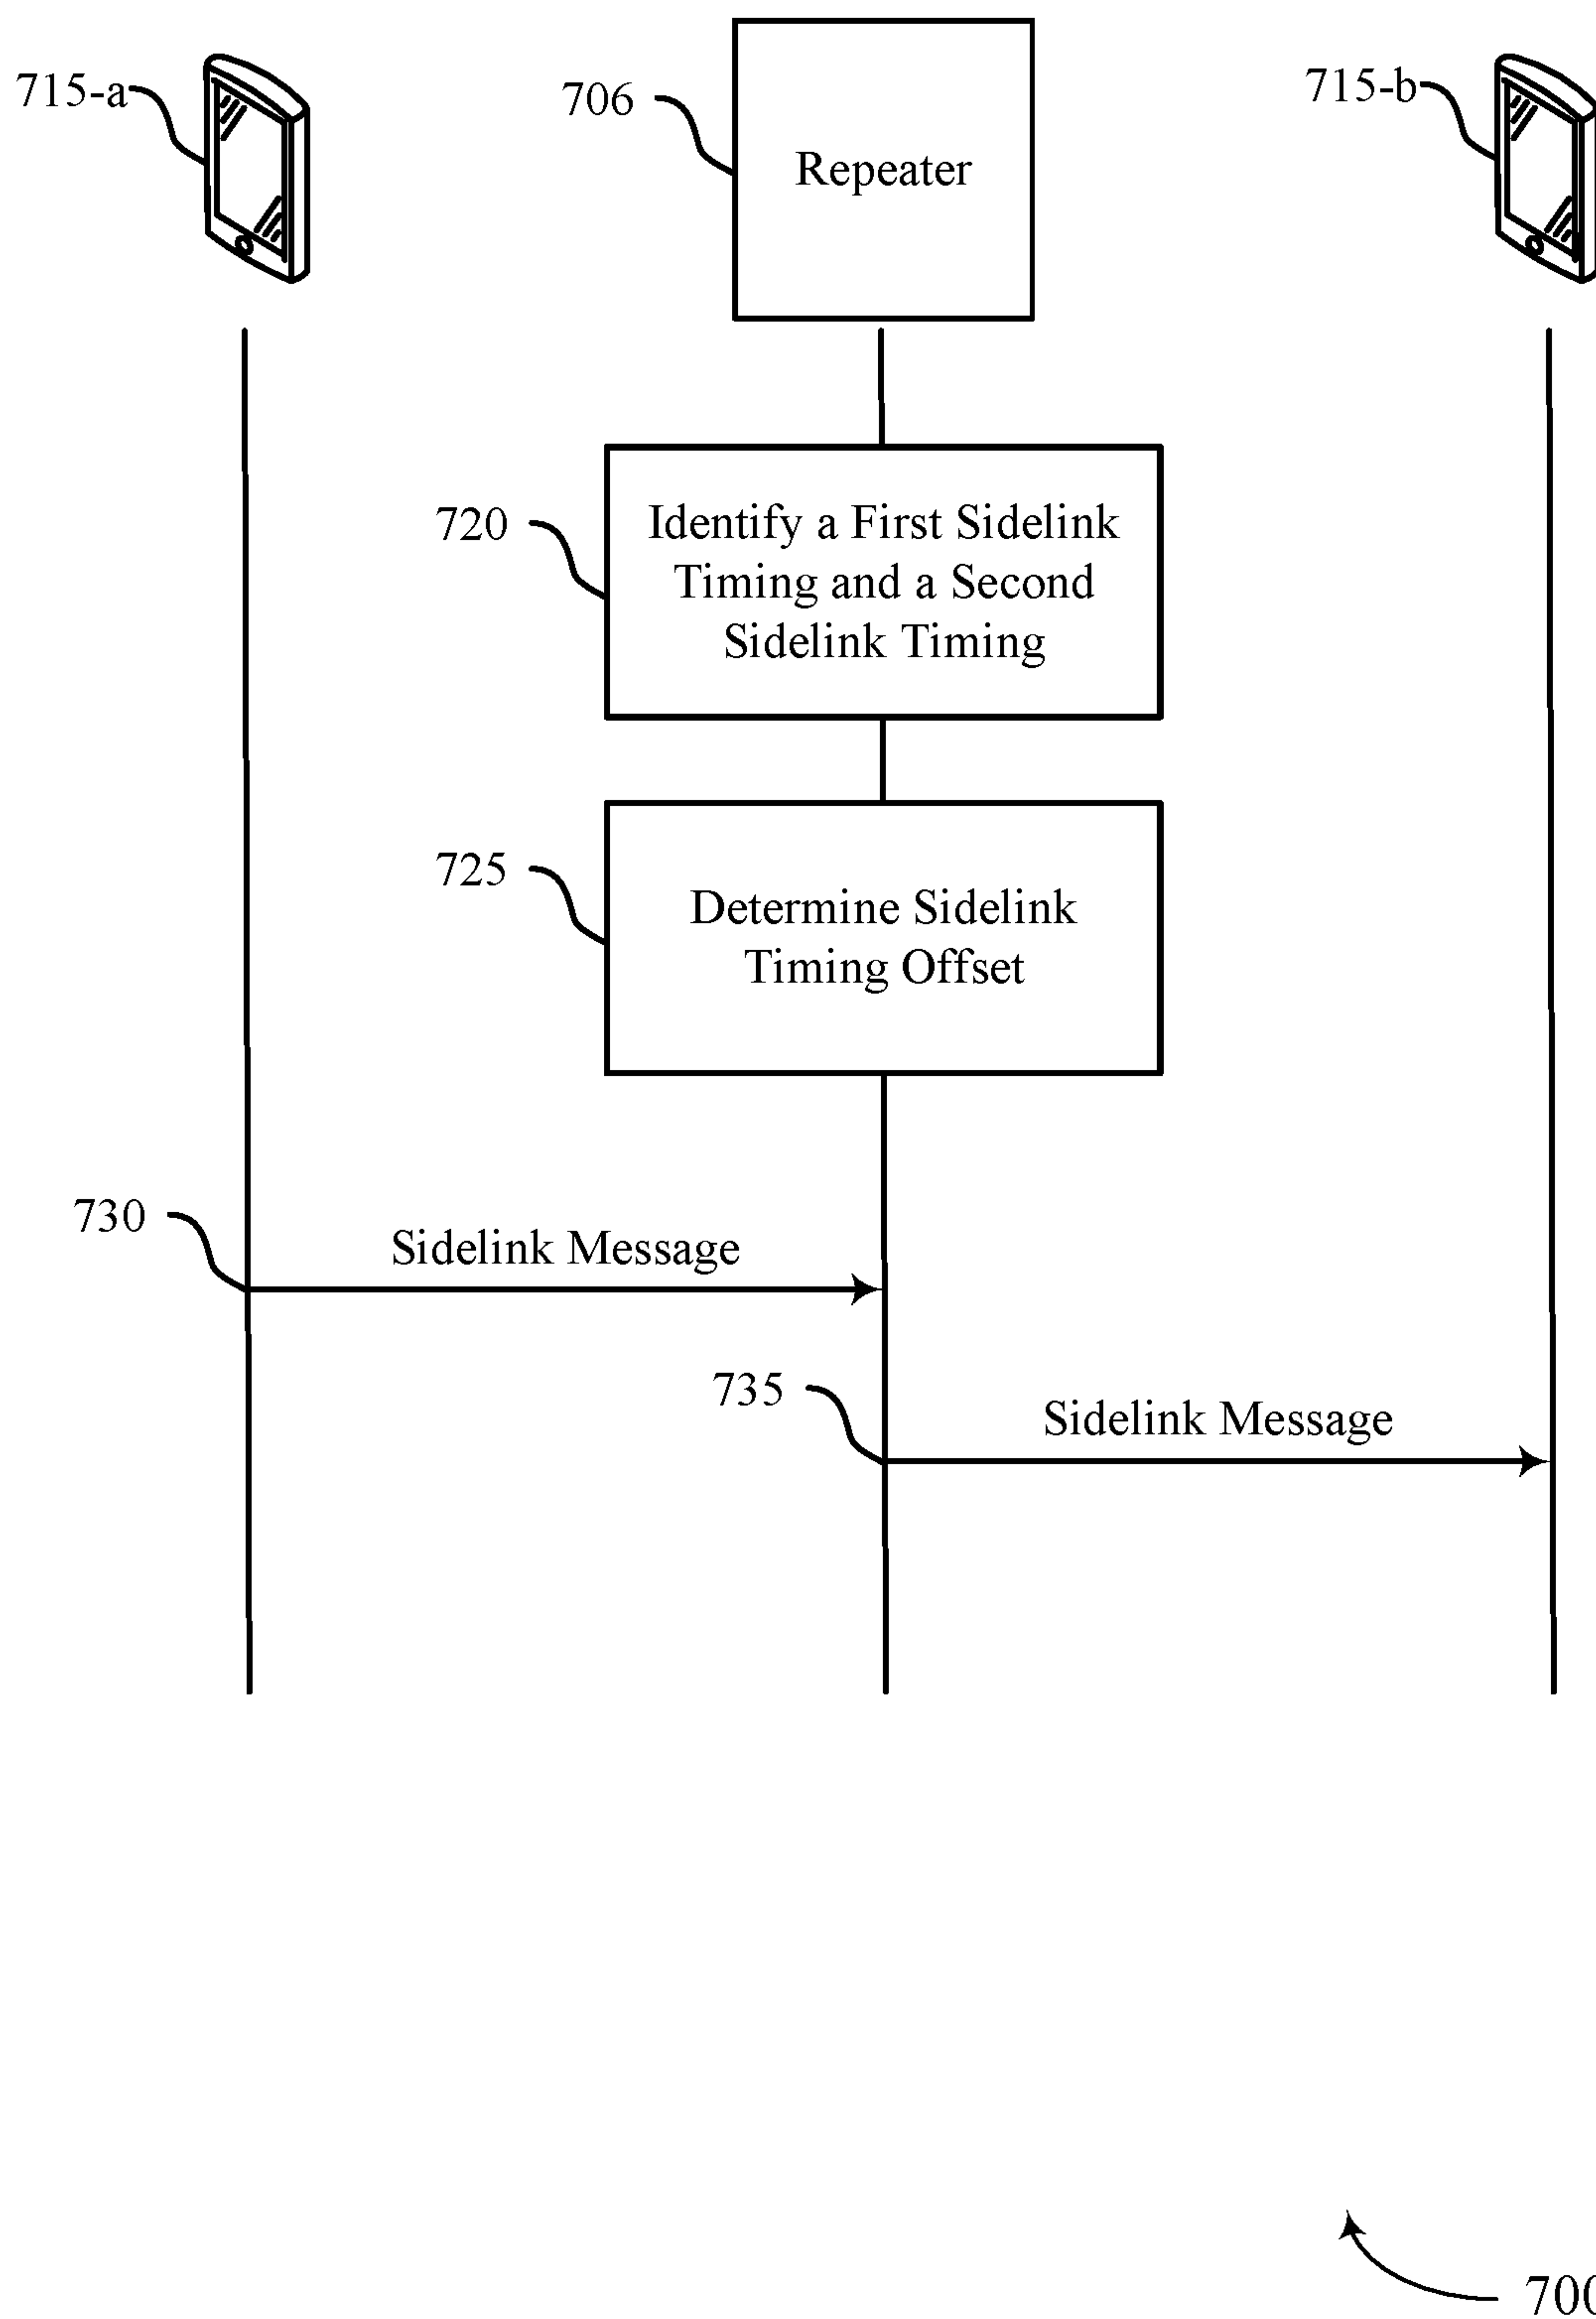 715-a
706
715-b
Repeater
720
Identify a First Sidelink
Timing and a Second
Sidelink Timing
725
Determine Sidelink
Timing Offset
730
Sidelink Message
735
Sidelink Message
700